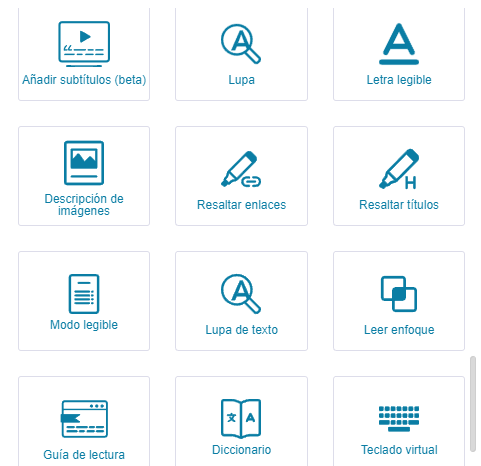 Añadir subtítulos (beta)
Lupa
Letra legible
Descripción de
imágenes
Resaltar enlaces
Resaltar títulos
Modo legible
Lupa de texto
Leer enfoque
Guía de lectura
Diccionario
Teclado virtual